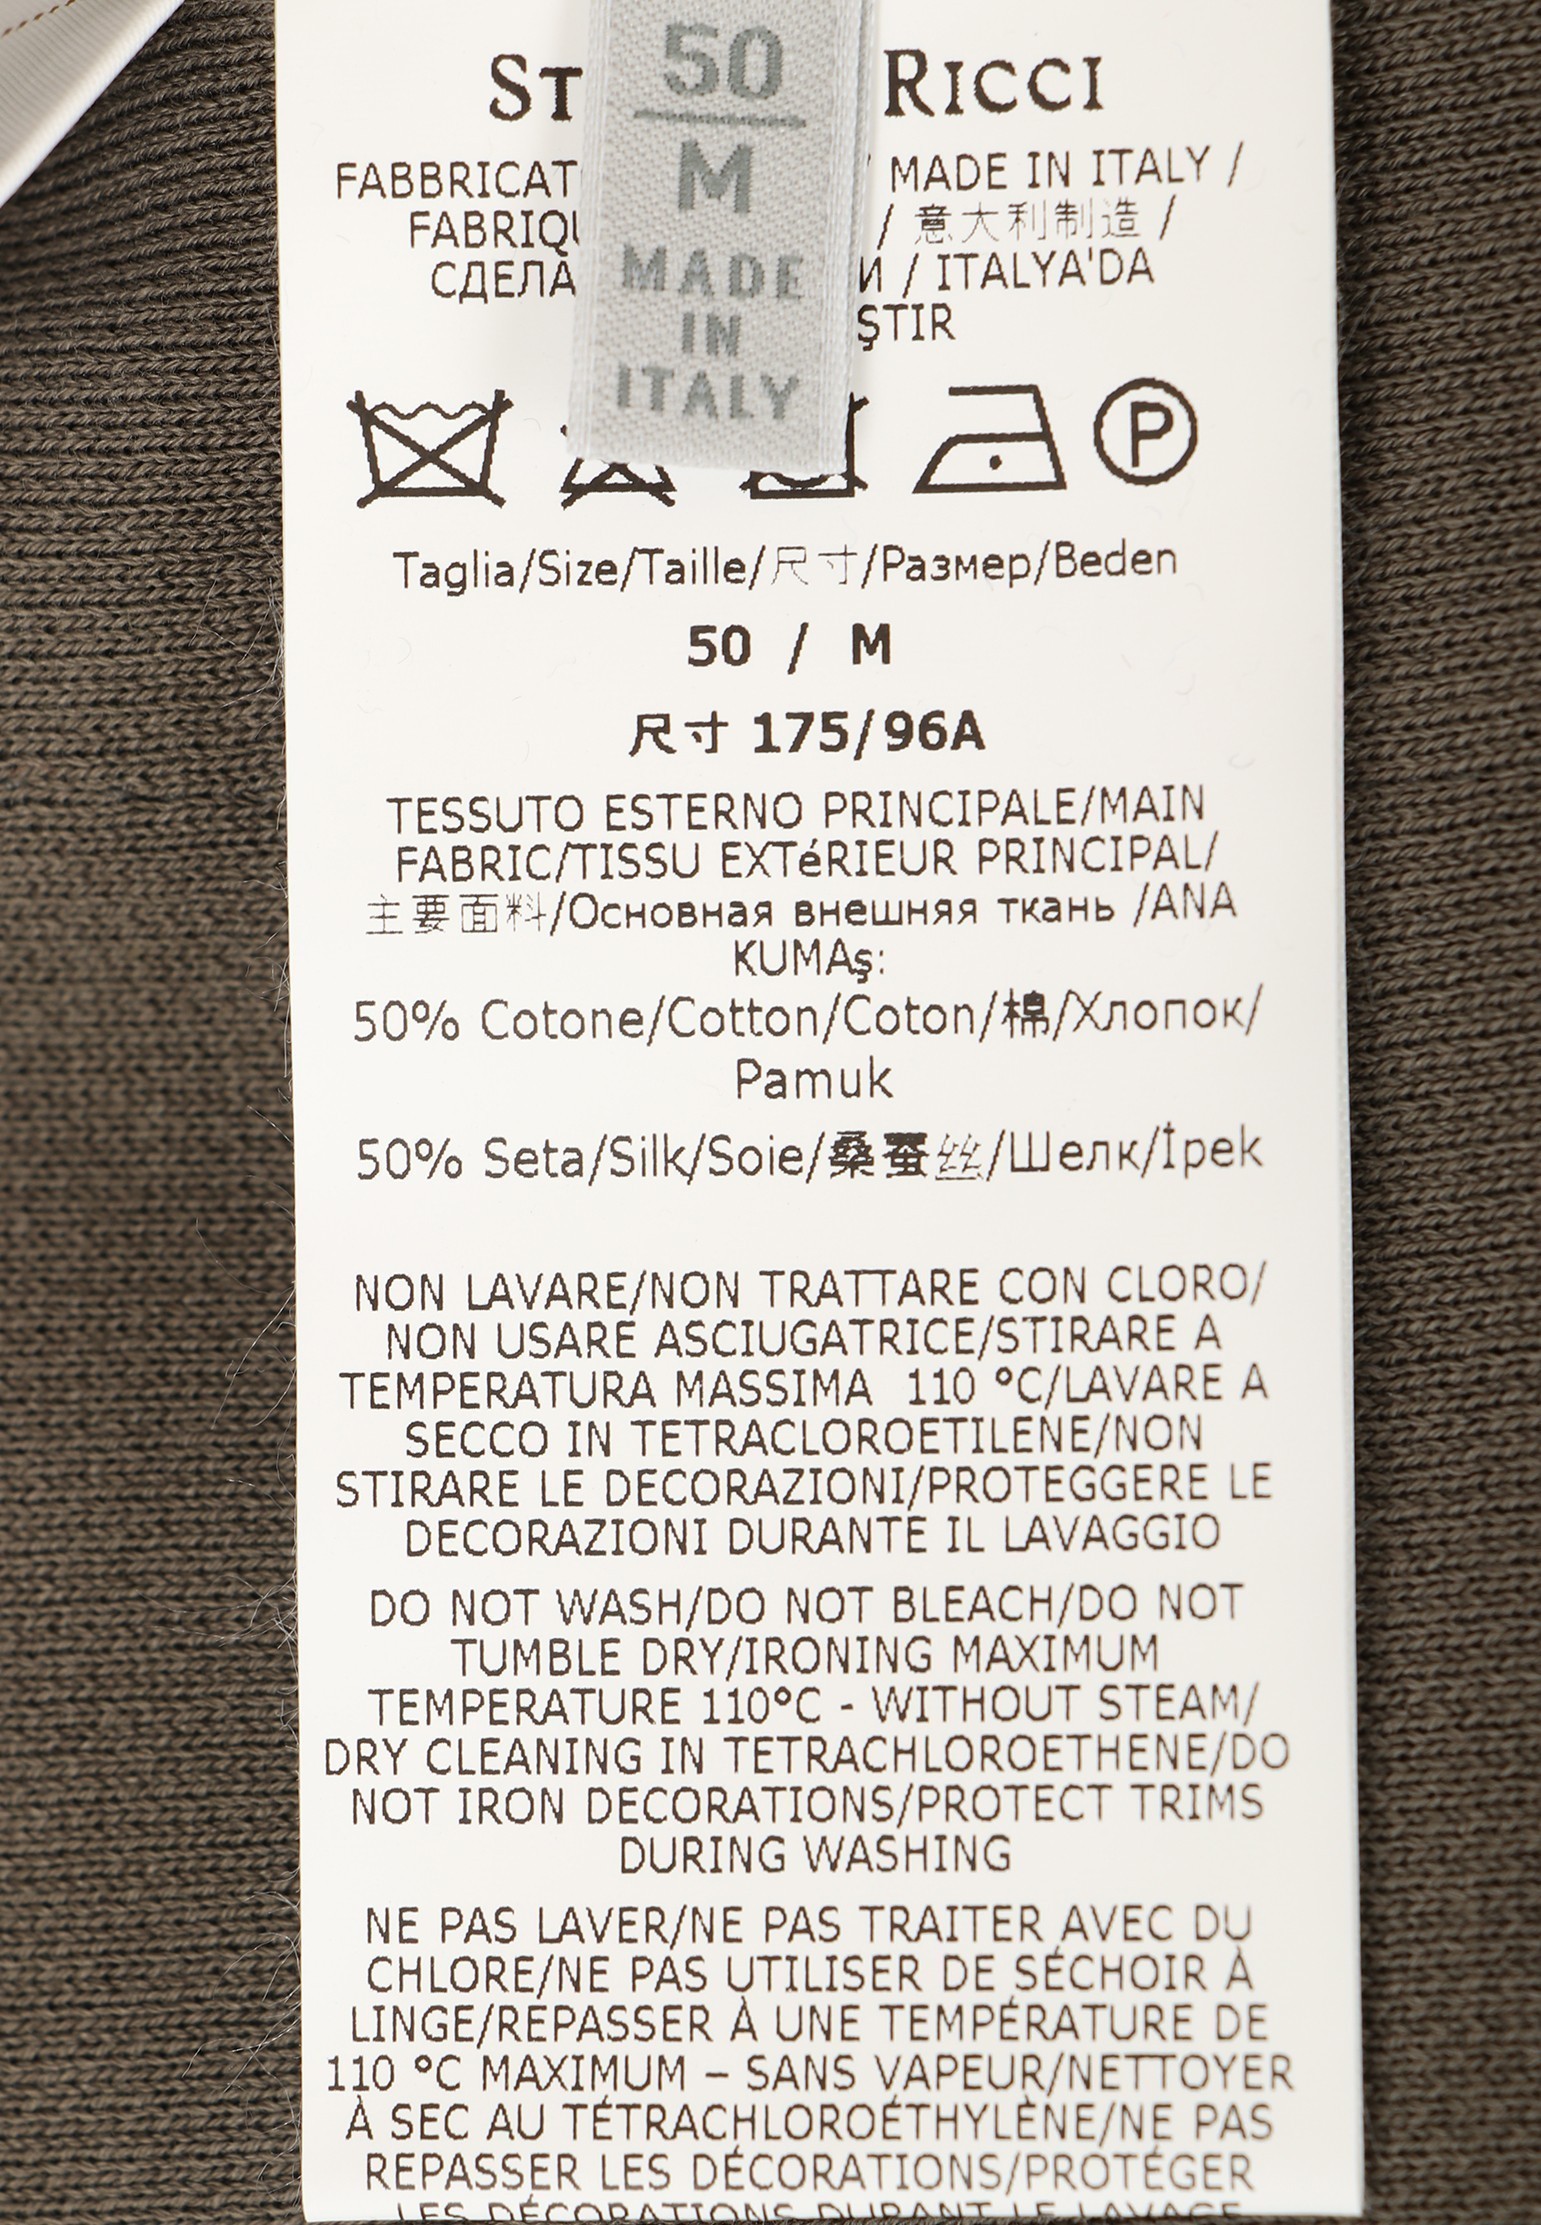 50
M
MADE
IN
ITALY
RICCI
MADE IN ITALY /
/ 意大利制造 /
/ ITALYA'DA
Taglia/Size/Taille/尺寸/Размер/Beden
50 / M
尺寸 175/96A
TESSUTO ESTERNO PRINCIPALE/MAIN
FABRIC/TISSU EXTéRIEUR PRINCIPAL/
主要面料/Основная внешняя ткань /ANA
KUMAş:
50% Cotone/Cotton/Coton/棉/Хлопок/
Pamuk
50% Seta/Silk/Soie/桑蚕丝/Шелк/İpek
NON LAVARE/NON TRATTARE CON CLORO/
NON USARE ASCIUGATRICE/STIRARE A
TEMPERATURA MASSIMA 110 °C/LAVARE A
SECCO IN TETRACLOROETILENE/NON
STIRARE LE DECORAZIONI/PROTEGGERE LE
DECORAZIONI DURANTE IL LAVAGGIO
DO NOT WASH/DO NOT BLEACH/DO NOT
TUMBLE DRY/IRONING MAXIMUM
TEMPERATURE 110°C - WITHOUT STEAM/
DRY CLEANING IN TETRACHLOROETHENE/DO
NOT IRON DECORATIONS/PROTECT TRIMS
DURING WASHING
NE PAS LAVER/NE PAS TRAITER AVEC DU
CHLORE/NE PAS UTILISER DE SÉCHOIR À
LINGE/REPASSER À UNE TEMPÉRATURE DE
110 °C MAXIMUM – SANS VAPEUR/NETTOYER
À SEC AU TÉTRACHLOROÉTHYLÈNE/NE PAS
REPASSER LES DÉCORATIONS/PROTÉGER
LES DÉCORATIONS DURANT LE LAVAGE